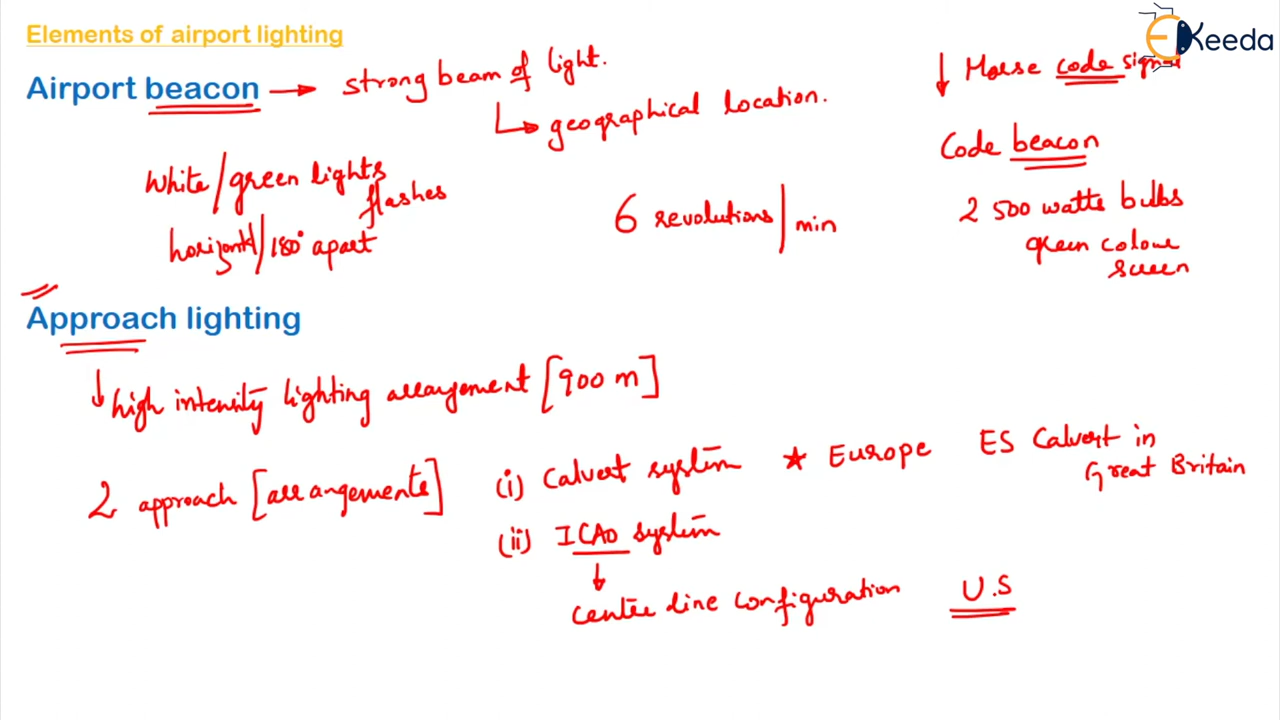 Elements of airport lighting
EKeeda
Airport beacon → strong beam of light.
↳ geographical location.
↓ Morse code signal
Code beacon
White/green lights
flashes
horizontal/180° apart
6 revolutions/min
2 500 watts bulbs
green colour
screen
Approach lighting
↓ high intensity lighting arrangement [900 m]
2 approach [arrangements]
(i) Calvert system ★ Europe ES Calvert in
Great Britain
(ii) ICAO system
↓
centre line configuration U.S